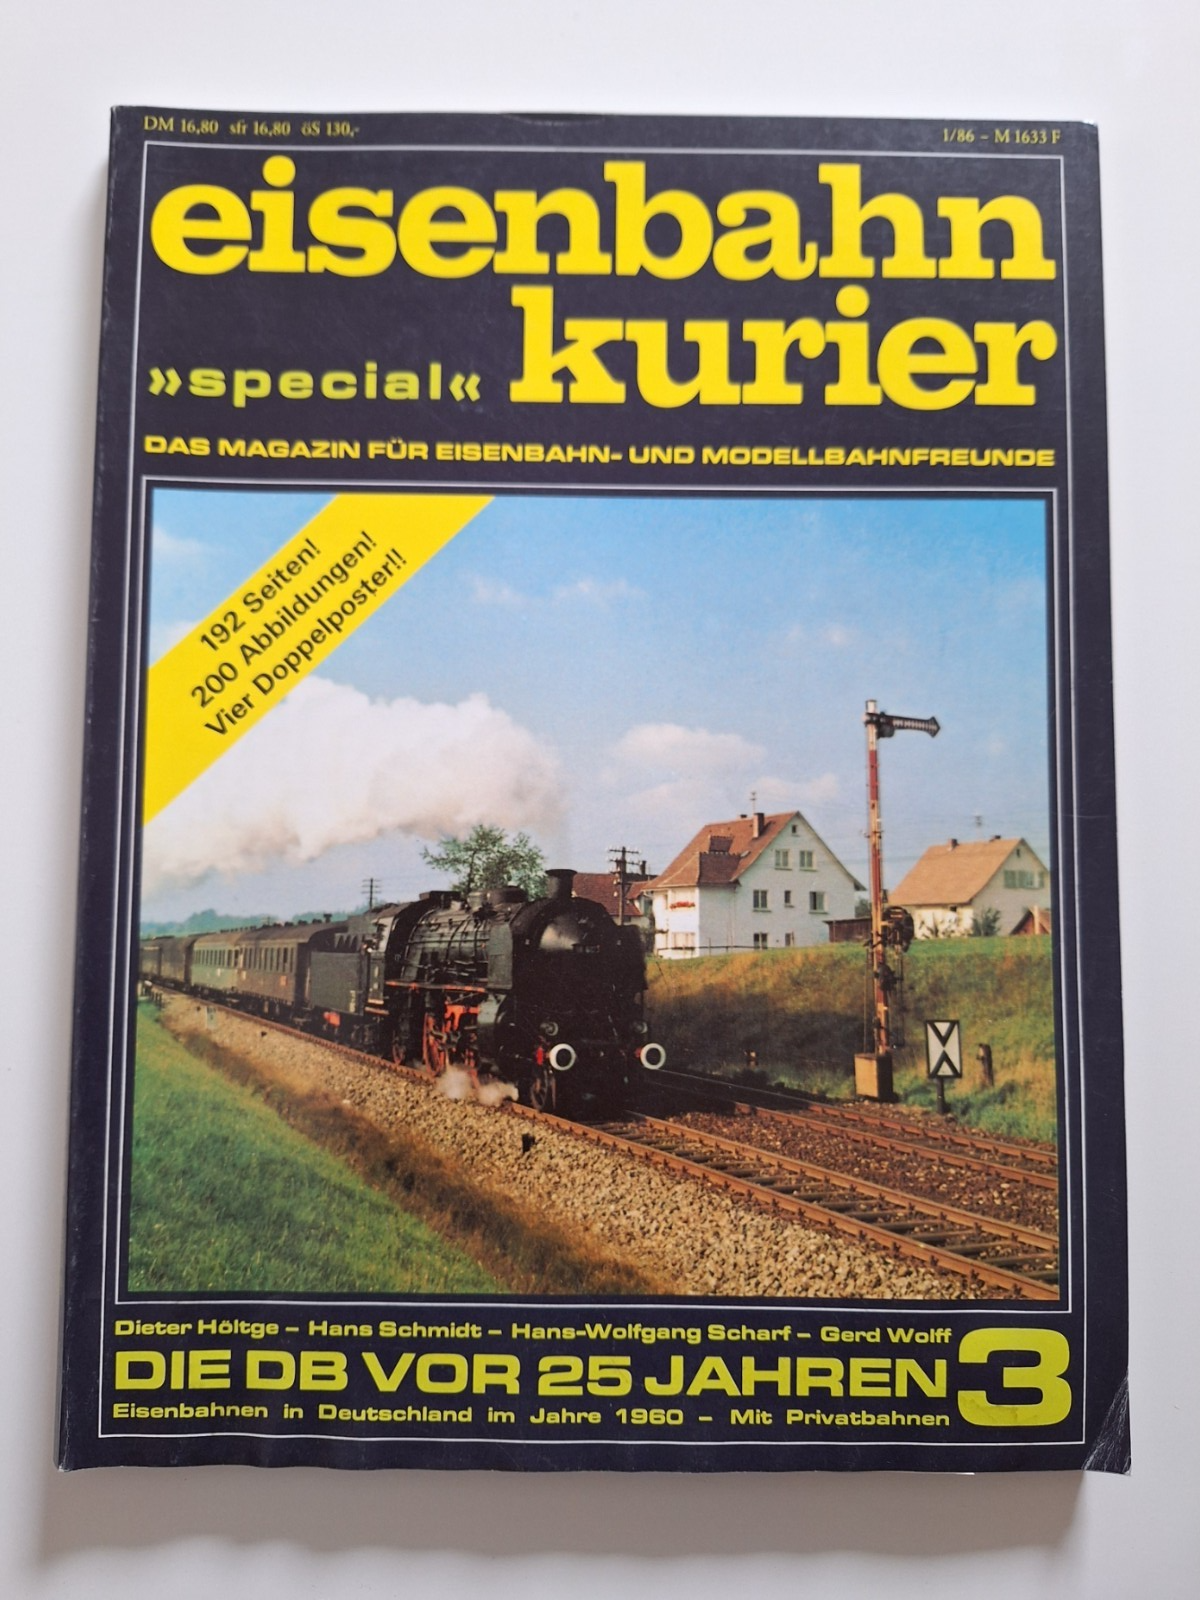 DM 16,80 sfr 16,80 öS 130,-
1/86 – M 1633 F
eisenbahn
kurier
»special«
DAS MAGAZIN FÜR EISENBAHN- UND MODELLBAHNFREUNDE
192 Seiten!
200 Abbildungen!
Vier Doppelposter!!
Dieter Höltge – Hans Schmidt – Hans-Wolfgang Scharf – Gerd Wolff
DIE DB VOR 25 JAHREN 3
Eisenbahnen in Deutschland im Jahre 1960 – Mit Privatbahnen